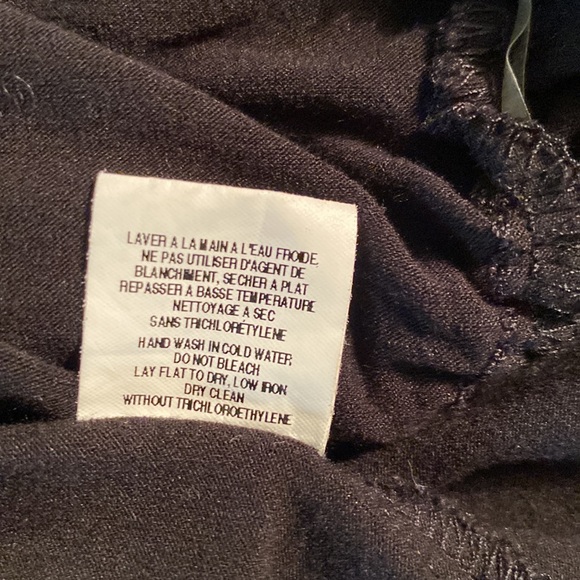 LAVER A LA MAIN A L'EAU FROIDE,
NE PAS UTILISER D'AGENT DE
BLANCHIMENT, SECHER A PLAT
REPASSER A BASSE TEMPERATURE
NETTOYAGE A SEC
SANS TRICHLORÉTYLENE
HAND WASH IN COLD WATER,
DO NOT BLEACH
LAY FLAT TO DRY, LOW IRON
DRY CLEAN
WITHOUT TRICHLOROETHYLENE